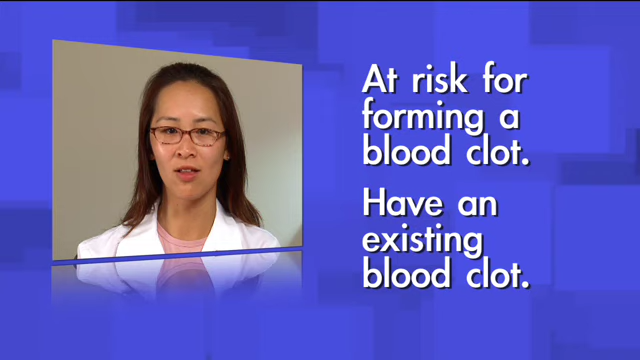 At risk for
forming a
blood clot.
Have an
existing
blood clot.